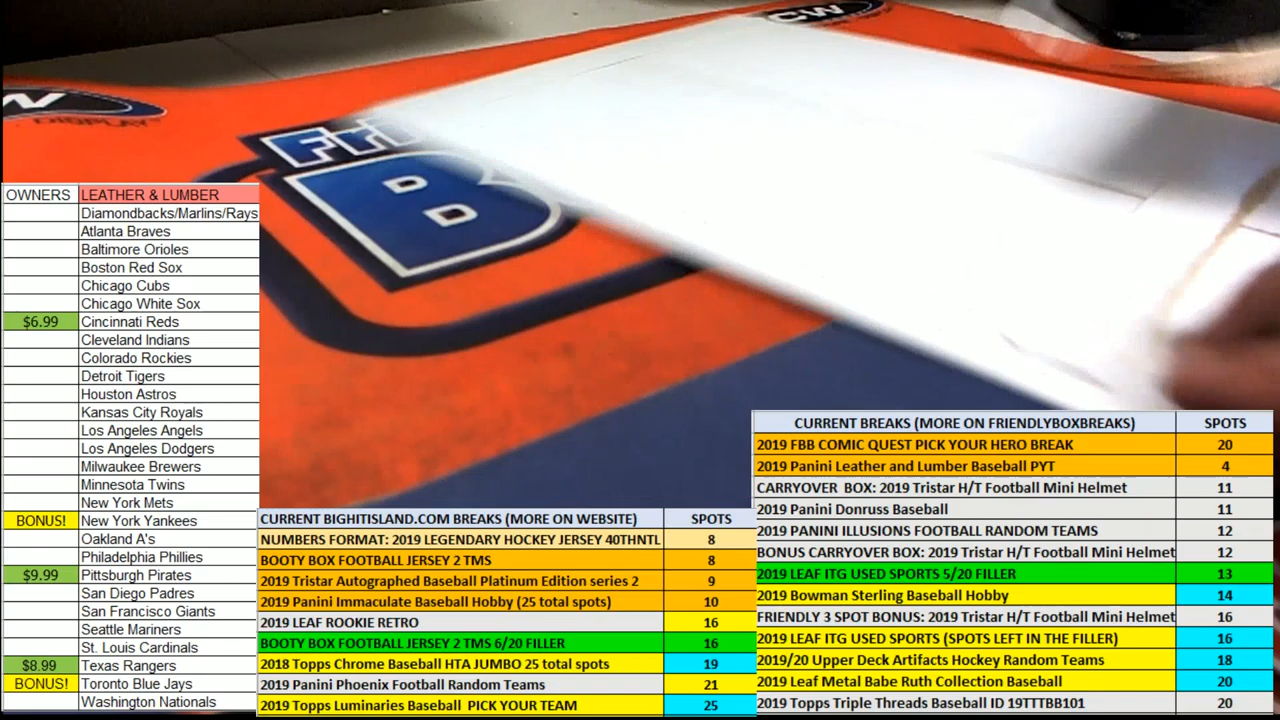 CW
W
DISPLAY
Fri
B
OWNERS LEATHER & LUMBER
Diamondbacks/Marlins/Rays
Atlanta Braves
Baltimore Orioles
Boston Red Sox
Chicago Cubs
Chicago White Sox
$6.99 Cincinnati Reds
Cleveland Indians
Colorado Rockies
Detroit Tigers
Houston Astros
Kansas City Royals
Los Angeles Angels
Los Angeles Dodgers
Milwaukee Brewers
Minnesota Twins
New York Mets
BONUS! New York Yankees
Oakland A's
Philadelphia Phillies
$9.99 Pittsburgh Pirates
San Diego Padres
San Francisco Giants
Seattle Mariners
St. Louis Cardinals
$8.99 Texas Rangers
BONUS! Toronto Blue Jays
Washington Nationals
CURRENT BIGHITISLAND.COM BREAKS (MORE ON WEBSITE) SPOTS
NUMBERS FORMAT: 2019 LEGENDARY HOCKEY JERSEY 40THNTL 8
BOOTY BOX FOOTBALL JERSEY 2 TMS 8
2019 Tristar Autographed Baseball Platinum Edition series 2 9
2019 Panini Immaculate Baseball Hobby (25 total spots) 10
2019 LEAF ROOKIE RETRO 16
BOOTY BOX FOOTBALL JERSEY 2 TMS 6/20 FILLER 16
2018 Topps Chrome Baseball HTA JUMBO 25 total spots 19
2019 Panini Phoenix Football Random Teams 21
2019 Topps Luminaries Baseball PICK YOUR TEAM 25
CURRENT BREAKS (MORE ON FRIENDLYBOXBREAKS) SPOTS
2019 FBB COMIC QUEST PICK YOUR HERO BREAK 20
2019 Panini Leather and Lumber Baseball PYT 4
CARRYOVER BOX: 2019 Tristar H/T Football Mini Helmet 11
2019 Panini Donruss Baseball 11
2019 PANINI ILLUSIONS FOOTBALL RANDOM TEAMS 12
BONUS CARRYOVER BOX: 2019 Tristar H/T Football Mini Helmet 12
2019 LEAF ITG USED SPORTS 5/20 FILLER 13
2019 Bowman Sterling Baseball Hobby 14
FRIENDLY 3 SPOT BONUS: 2019 Tristar H/T Football Mini Helmet 16
2019 LEAF ITG USED SPORTS (SPOTS LEFT IN THE FILLER) 16
2019/20 Upper Deck Artifacts Hockey Random Teams 18
2019 Leaf Metal Babe Ruth Collection Baseball 20
2019 Topps Triple Threads Baseball ID 19TTTBB101 20